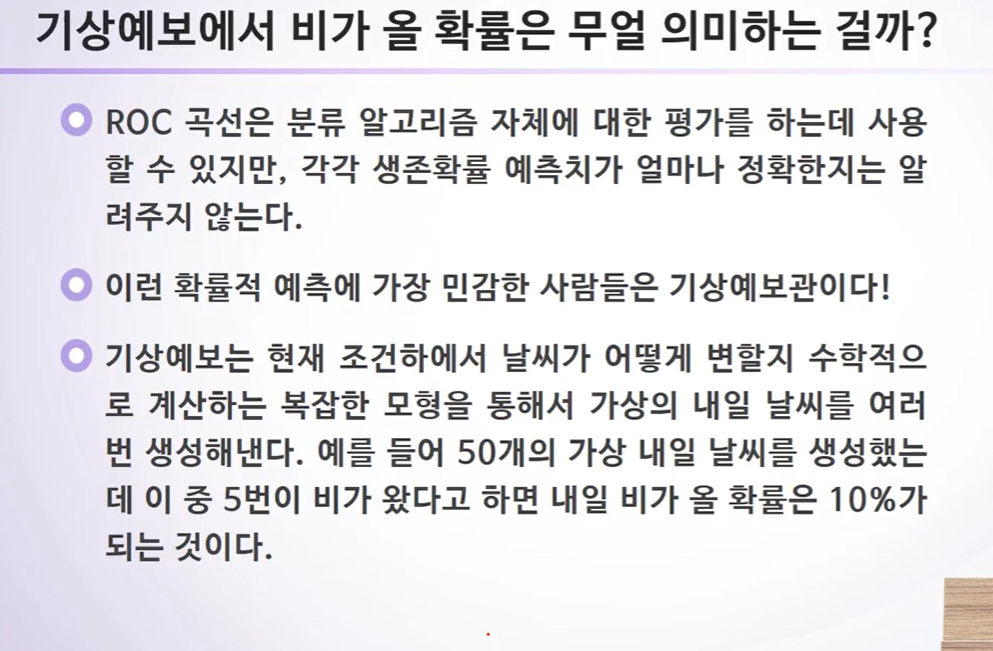 기상예보에서 비가 올 확률은 무얼 의미하는 걸까?
ROC 곡선은 분류 알고리즘 자체에 대한 평가를 하는데 사용
할 수 있지만, 각각 생존확률 예측치가 얼마나 정확한지는 알
려주지 않는다.
이런 확률적 예측에 가장 민감한 사람들은 기상예보관이다!
기상예보는 현재 조건하에서 날씨가 어떻게 변할지 수학적으
로 계산하는 복잡한 모형을 통해서 가상의 내일 날씨를 여러
번 생성해낸다. 예를 들어 50개의 가상 내일 날씨를 생성했는
데 이 중 5번이 비가 왔다고 하면 내일 비가 올 확률은 10%가
되는 것이다.